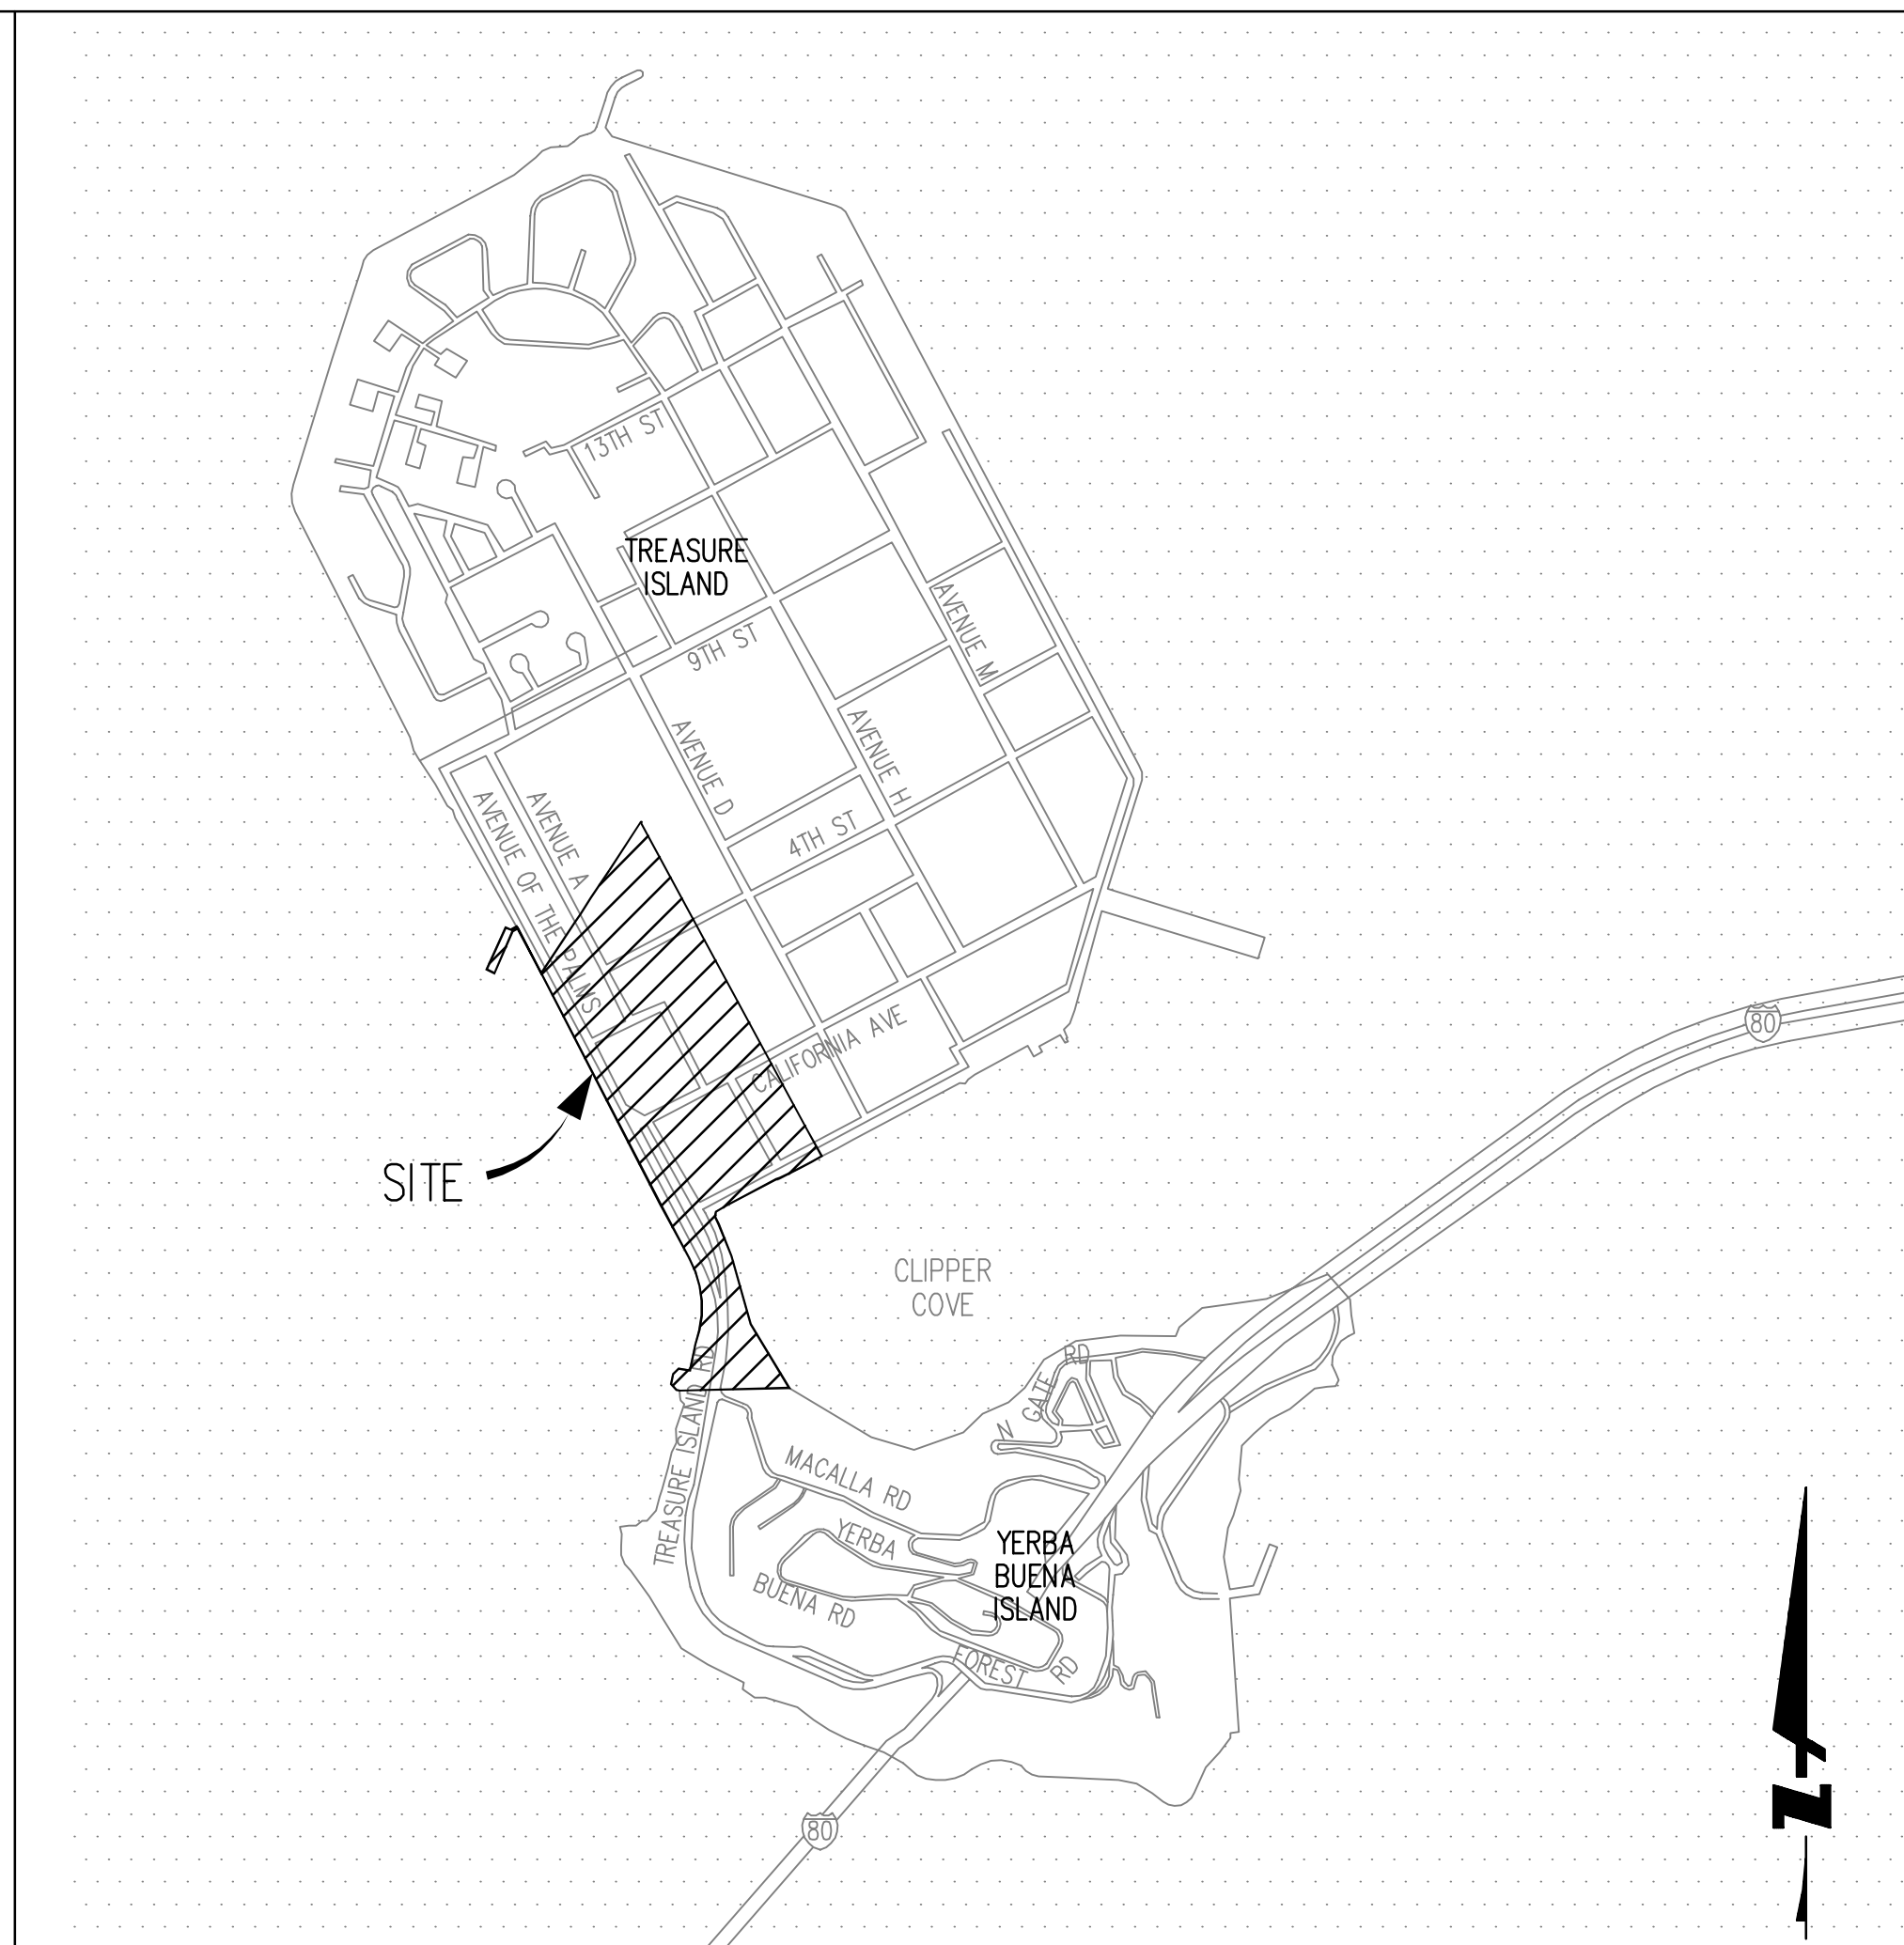 13TH ST
TREASURE
ISLAND
9TH ST
AVENUE M
AVENUE D
AVENUE H
AVENUE OF THE PALMS
AVENUE A
4TH ST
CALIFORNIA AVE
80
SITE
CLIPPER
COVE
TREASURE ISLAND RD
N GATE RD
MACALLA RD
YERBA
BUENA RD
YERBA
BUENA
ISLAND
FOREST RD
80
N